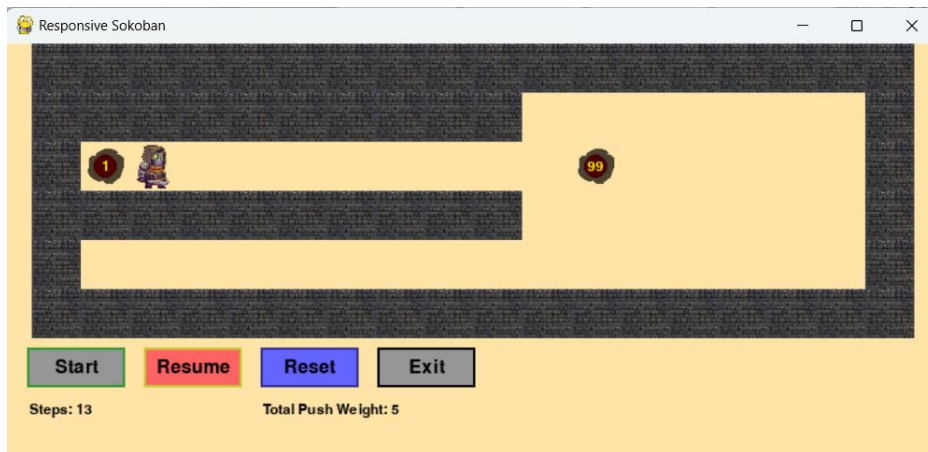 Responsive Sokoban
1 99
Start Resume Reset Exit
Steps: 13 Total Push Weight: 5